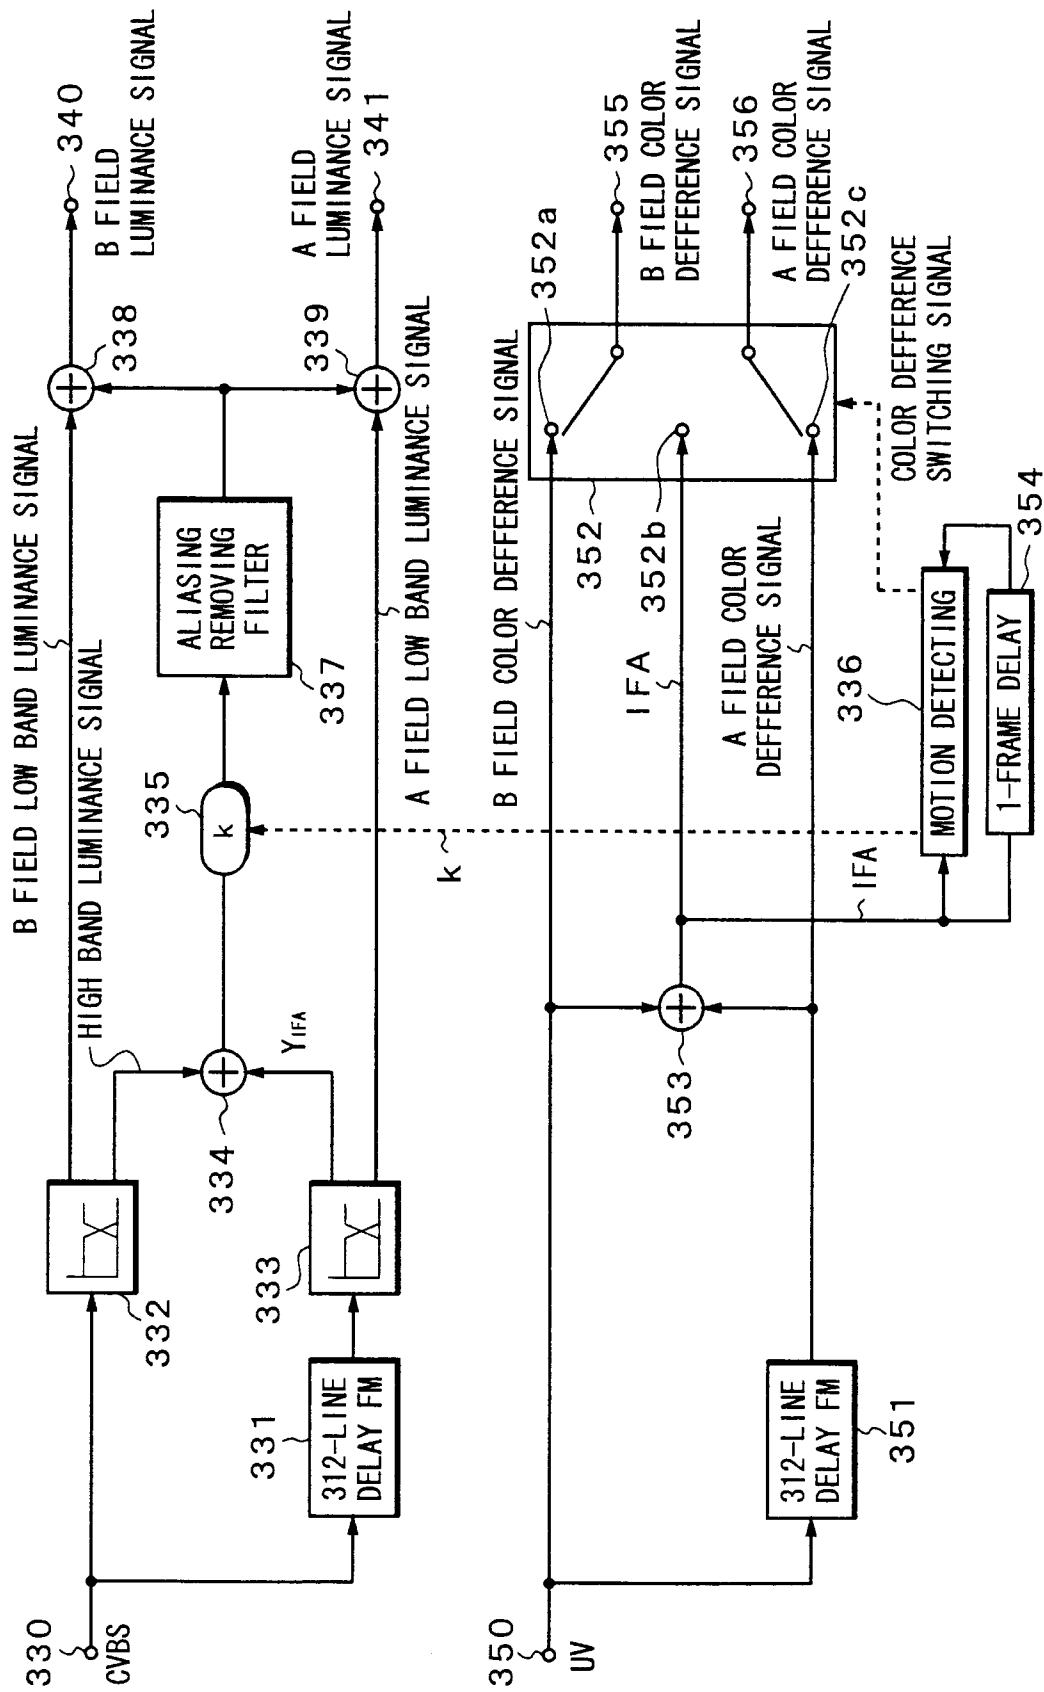 330
CVBS
331
312-LINE
DELAY FM
332
333
B FIELD LOW BAND LUMINANCE SIGNAL
HIGH BAND LUMINANCE SIGNAL
334
YIFA
335
k
k
ALIASING
REMOVING
FILTER
337
338
339
A FIELD LOW BAND LUMINANCE SIGNAL
340
B FIELD
LUMINANCE SIGNAL
A FIELD
LUMINANCE SIGNAL
341
350
UV
312-LINE
DELAY FM
351
353
B FIELD COLOR DEFFERENCE SIGNAL
IFA
A FIELD COLOR
DEFFERENCE SIGNAL
IFA
336
MOTION DETECTING
1-FRAME DELAY
354
352
352a
352b
352c
COLOR DEFFERENCE
SWITCHING SIGNAL
355
B FIELD COLOR
DEFFERENCE SIGNAL
356
A FIELD COLOR
DEFFERENCE SIGNAL